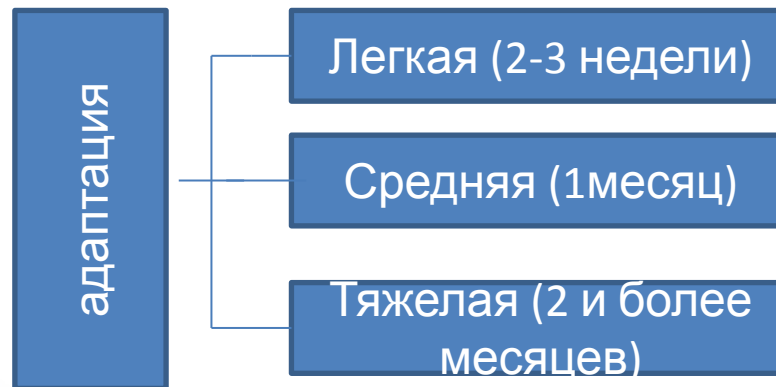 адаптация
Легкая (2-3 недели)
Средняя (1месяц)
Тяжелая (2 и более
месяцев)